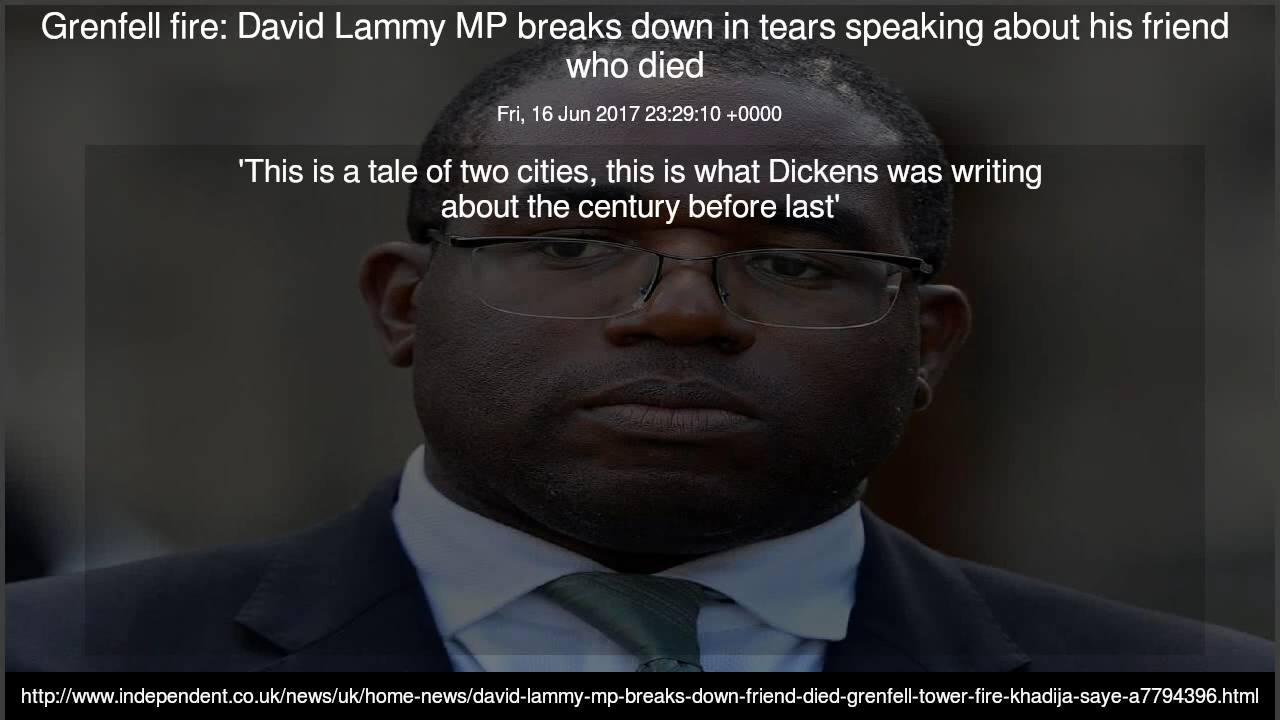 Grenfell fire: David Lammy MP breaks down in tears speaking about his friend
who died
Fri, 16 Jun 2017 23:29:10 +0000
'This is a tale of two cities, this is what Dickens was writing
about the century before last'
http://www.independent.co.uk/news/uk/home-news/david-lammy-mp-breaks-down-friend-died-grenfell-tower-fire-khadija-saye-a7794396.html